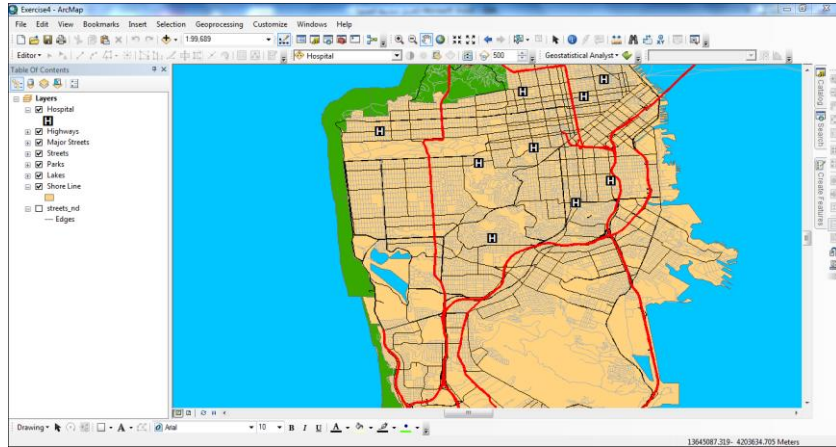 Exercise4 - ArcMap
File Edit View Bookmarks Insert Selection Geoprocessing Customize Windows Help
1:99,689
Editor
Hospital
500
Geostatistical Analyst
Table Of Contents
Layers
Hospital
H
Highways
Major Streets
Streets
Parks
Lakes
Shore Line
streets_nd
Edges
H
H
H
H
H
H
H
H
H
H
Catalog
Search
Create Features
Drawing
A
Arial
10
B I U A
13645087.319 4203634.705 Meters